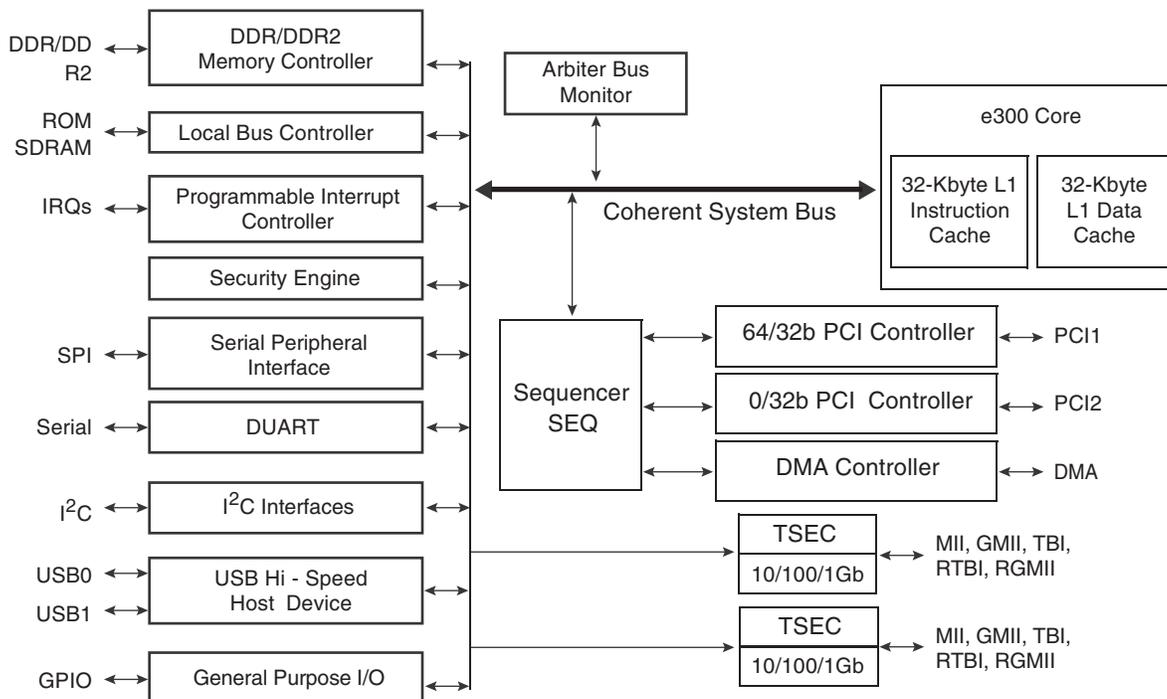 DDR/DD
R2
DDR/DDR2
Memory Controller
ROM
SDRAM
Local Bus Controller
IRQs
Programmable Interrupt
Controller
Security Engine
SPI
Serial Peripheral
Interface
Serial
DUART
I²C
I²C Interfaces
USB0
USB1
USB Hi - Speed
Host Device
GPIO
General Purpose I/O
Arbiter Bus
Monitor
Coherent System Bus
e300 Core
32-Kbyte L1
Instruction
Cache
32-Kbyte
L1 Data
Cache
Sequencer
SEQ
64/32b PCI Controller
PCI1
0/32b PCI Controller
PCI2
DMA Controller
DMA
TSEC
10/100/1Gb
MII, GMII, TBI,
RTBI, RGMII
TSEC
10/100/1Gb
MII, GMII, TBI,
RTBI, RGMII